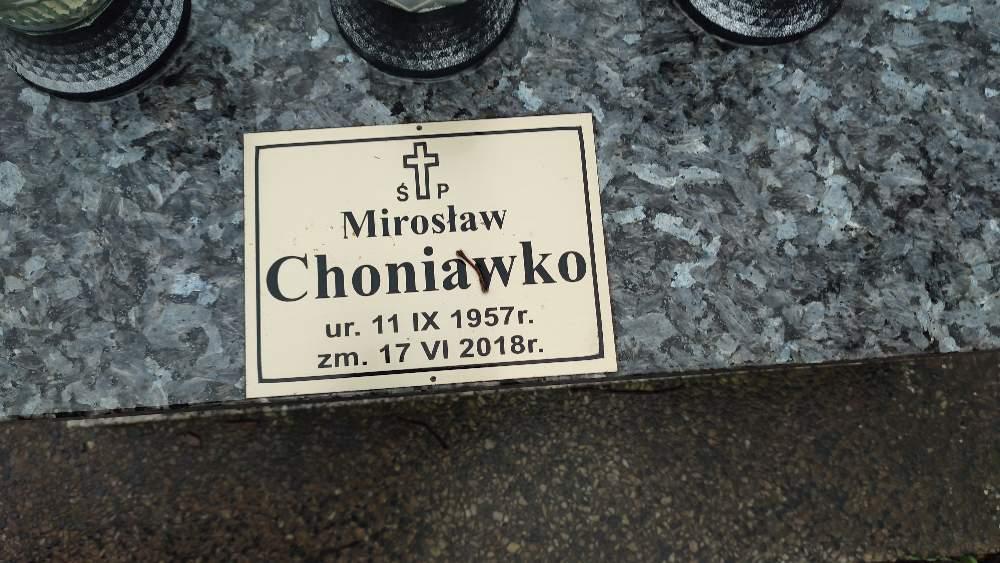 Ś P
Mirosław
Choniawko
ur. 11 IX 1957r.
zm. 17 VI 2018r.